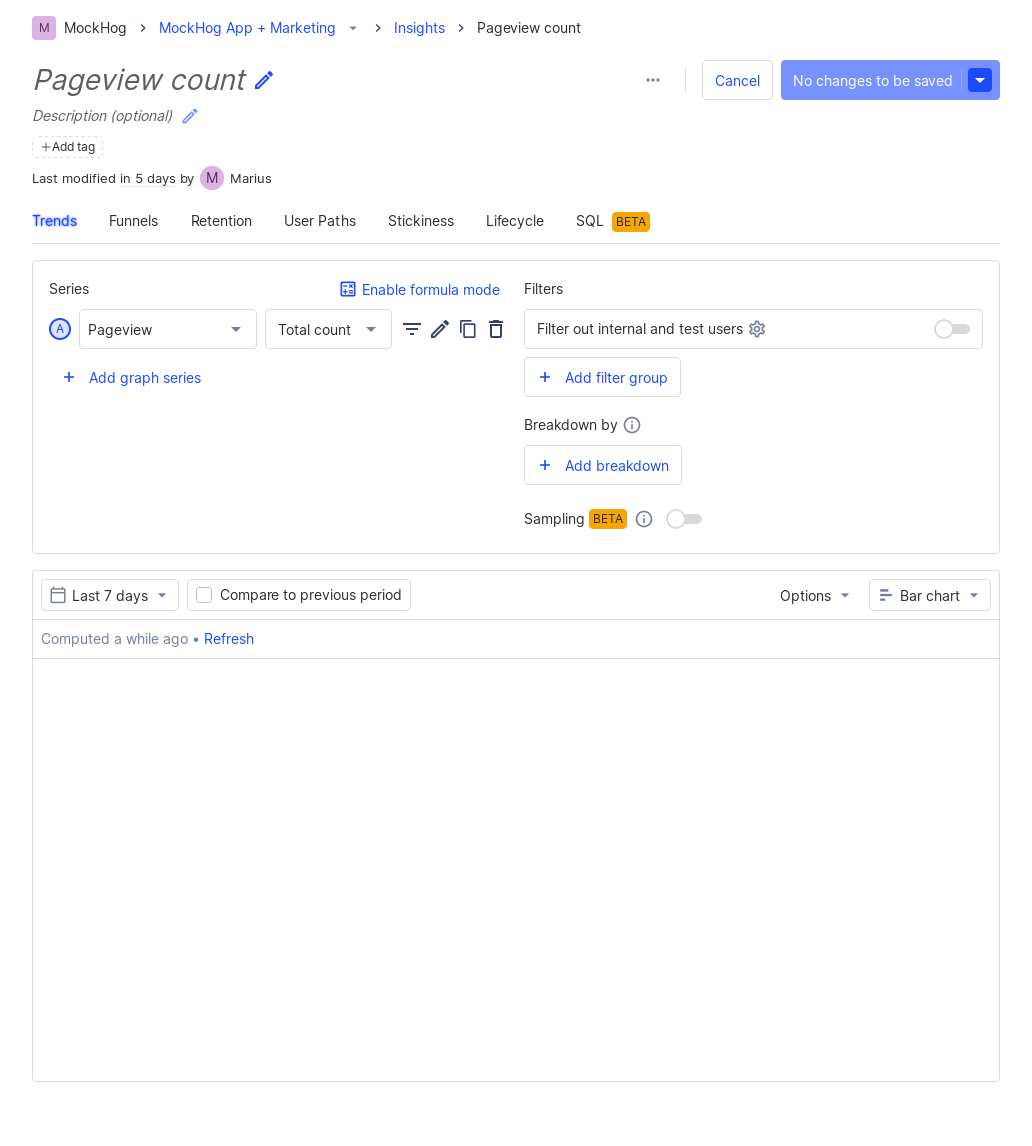 M MockHog MockHog App + Marketing Insights Pageview count
Pageview count
Cancel
No changes to be saved
Description (optional)
+Add tag
Last modified in 5 days by M Marius
Trends Funnels Retention User Paths Stickiness Lifecycle SQL BETA
Series
Enable formula mode
A Pageview Total count
+ Add graph series
Filters
Filter out internal and test users
+ Add filter group
Breakdown by
+ Add breakdown
Sampling BETA
Last 7 days Compare to previous period Options Bar chart
Computed a while ago • Refresh